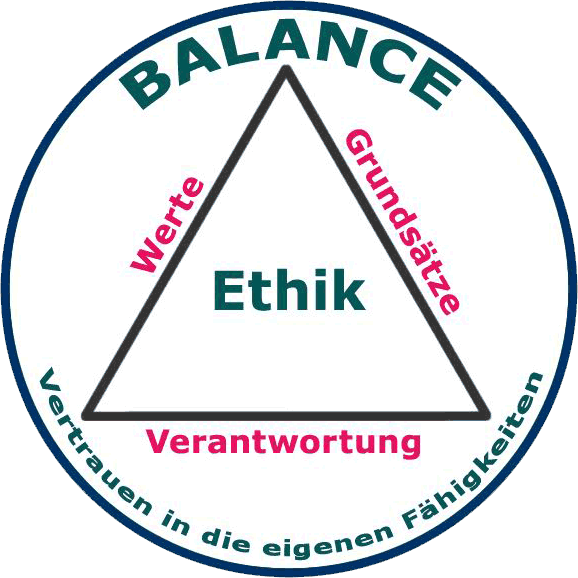 BALANCE
Werte
Grundsätze
Ethik
Verantwortung
Vertrauen in die eigenen Fähigkeiten